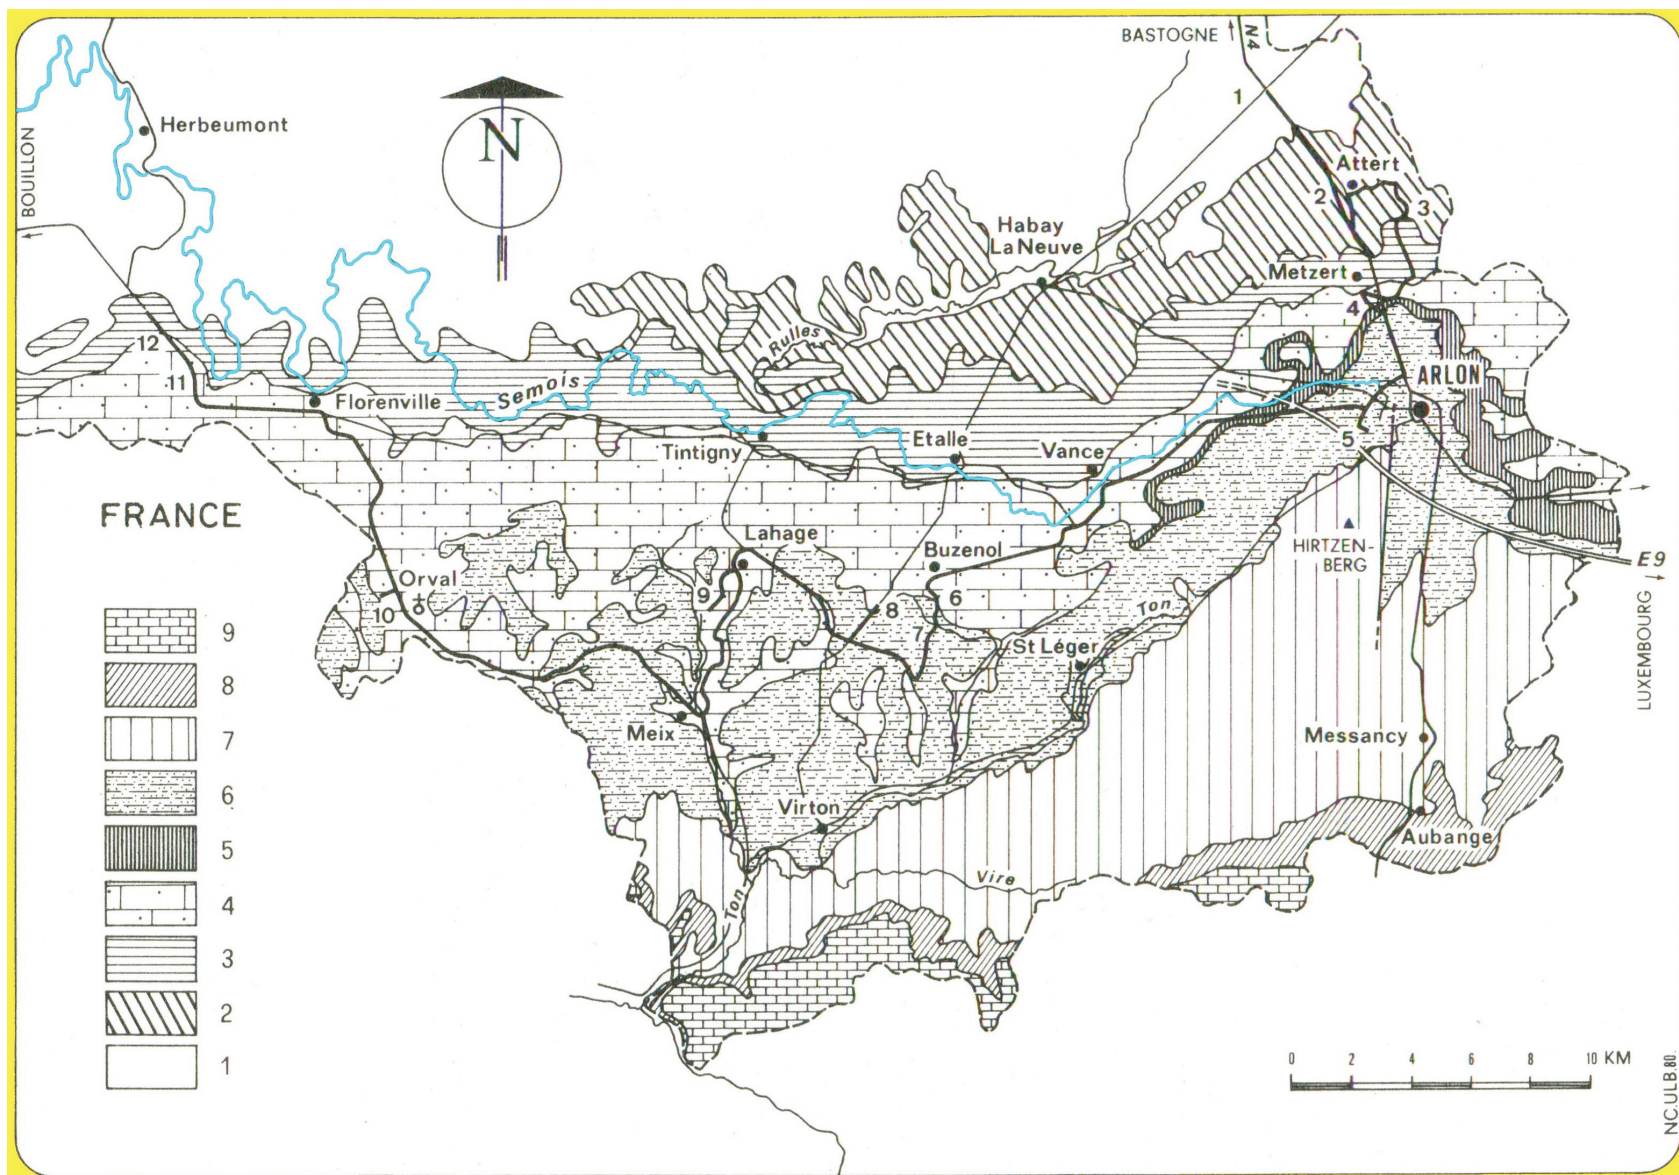 BASTOGNE
N4
1
Herbeumont
N
Attert
2
3
BOUILLON
Habay
La Neuve
Metzert
4
Rulles
12
11
Semois
ARLON
Florenville
Tintigny
Etalle
Vance
5
FRANCE
Lahage
Buzenol
HIRTZEN-
BERG
E9
Orval
10
9
8
6
7
Ton
St Léger
LUXEMBOURG
Meix
Messancy
Virton
Aubange
Vire
Ton
9
8
7
6
5
4
3
2
1
0 2 4 6 8 10 KM
NC.ULB.80.